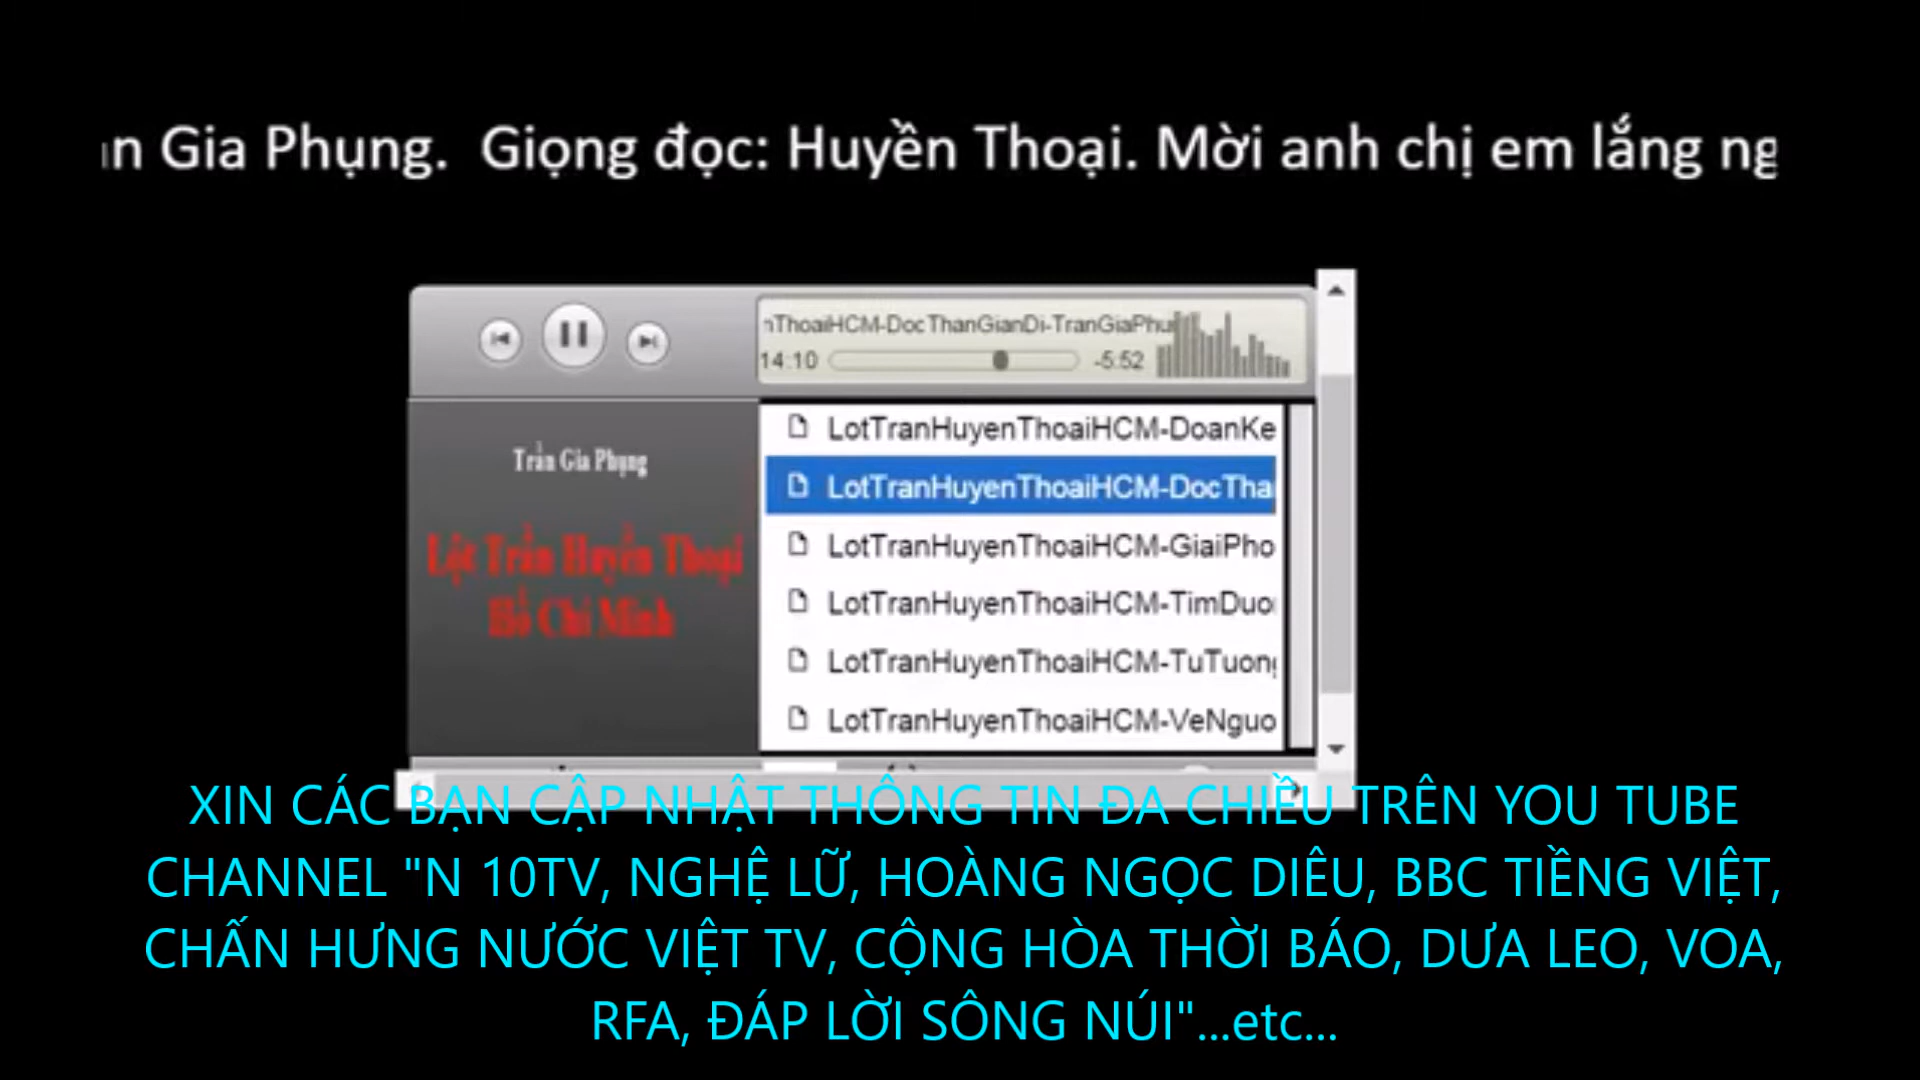 n Gia Phụng. Giọng đọc: Huyền Thoại. Mời anh chị em lắng ng
ThoaiHCM-DocThanGianDi-TranGiaPhu
14:10 -5:52
Trần Gia Phụng
Lột Trần Huyền Thoại
Hồ Chí Minh
LotTranHuyenThoaiHCM-DoanKe
LotTranHuyenThoaiHCM-DocTha
LotTranHuyenThoaiHCM-GiaiPho
LotTranHuyenThoaiHCM-TimDuo
LotTranHuyenThoaiHCM-TuTuong
LotTranHuyenThoaiHCM-VeNguo
XIN CÁC BẠN CẬP NHẬT THÔNG TIN ĐA CHIỀU TRÊN YOU TUBE
CHANNEL "N 10TV, NGHỆ LỮ, HOÀNG NGỌC DIÊU, BBC TIỀNG VIỆT,
CHẤN HƯNG NƯỚC VIỆT TV, CỘNG HÒA THỜI BÁO, DƯA LEO, VOA,
RFA, ĐÁP LỜI SÔNG NÚI"...etc...